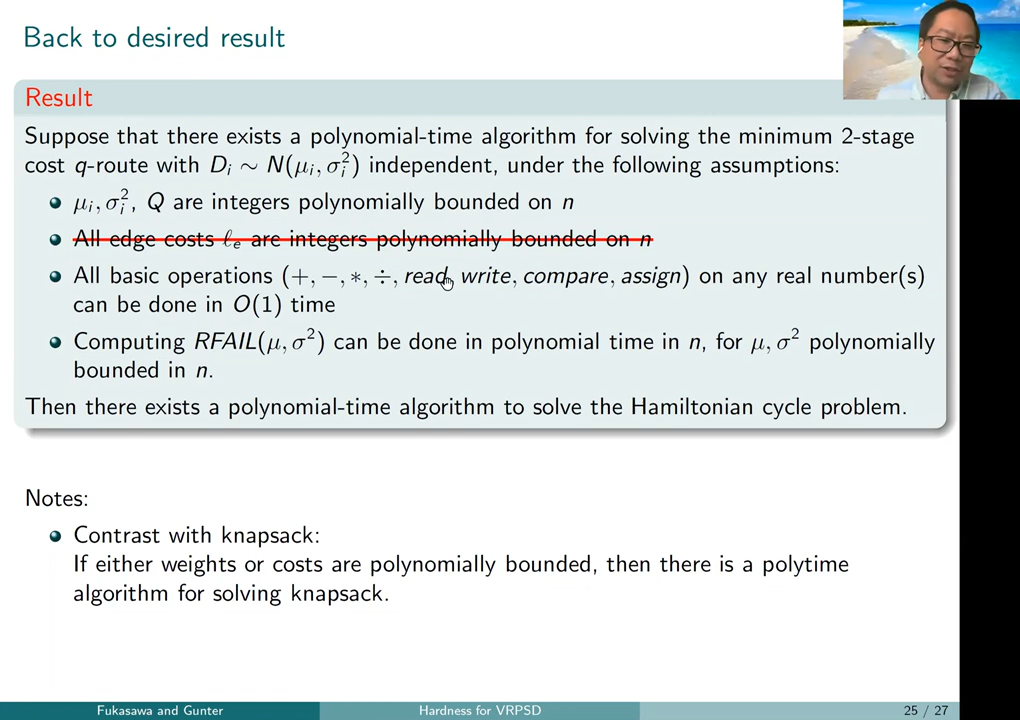 Back to desired result
Result
Suppose that there exists a polynomial-time algorithm for solving the minimum 2-stage
cost q-route with Dᵢ ∼ N(μᵢ, σᵢ²) independent, under the following assumptions:
μᵢ, σᵢ², Q are integers polynomially bounded on n
All edge costs ℓₑ are integers polynomially bounded on n
All basic operations (+, −, ∗, ÷, read, write, compare, assign) on any real number(s)
can be done in O(1) time
Computing RFAIL(μ, σ²) can be done in polynomial time in n, for μ, σ² polynomially
bounded in n.
Then there exists a polynomial-time algorithm to solve the Hamiltonian cycle problem.
Notes:
Contrast with knapsack:
If either weights or costs are polynomially bounded, then there is a polytime
algorithm for solving knapsack.
Fukasawa and Gunter Hardness for VRPSD 25 / 27